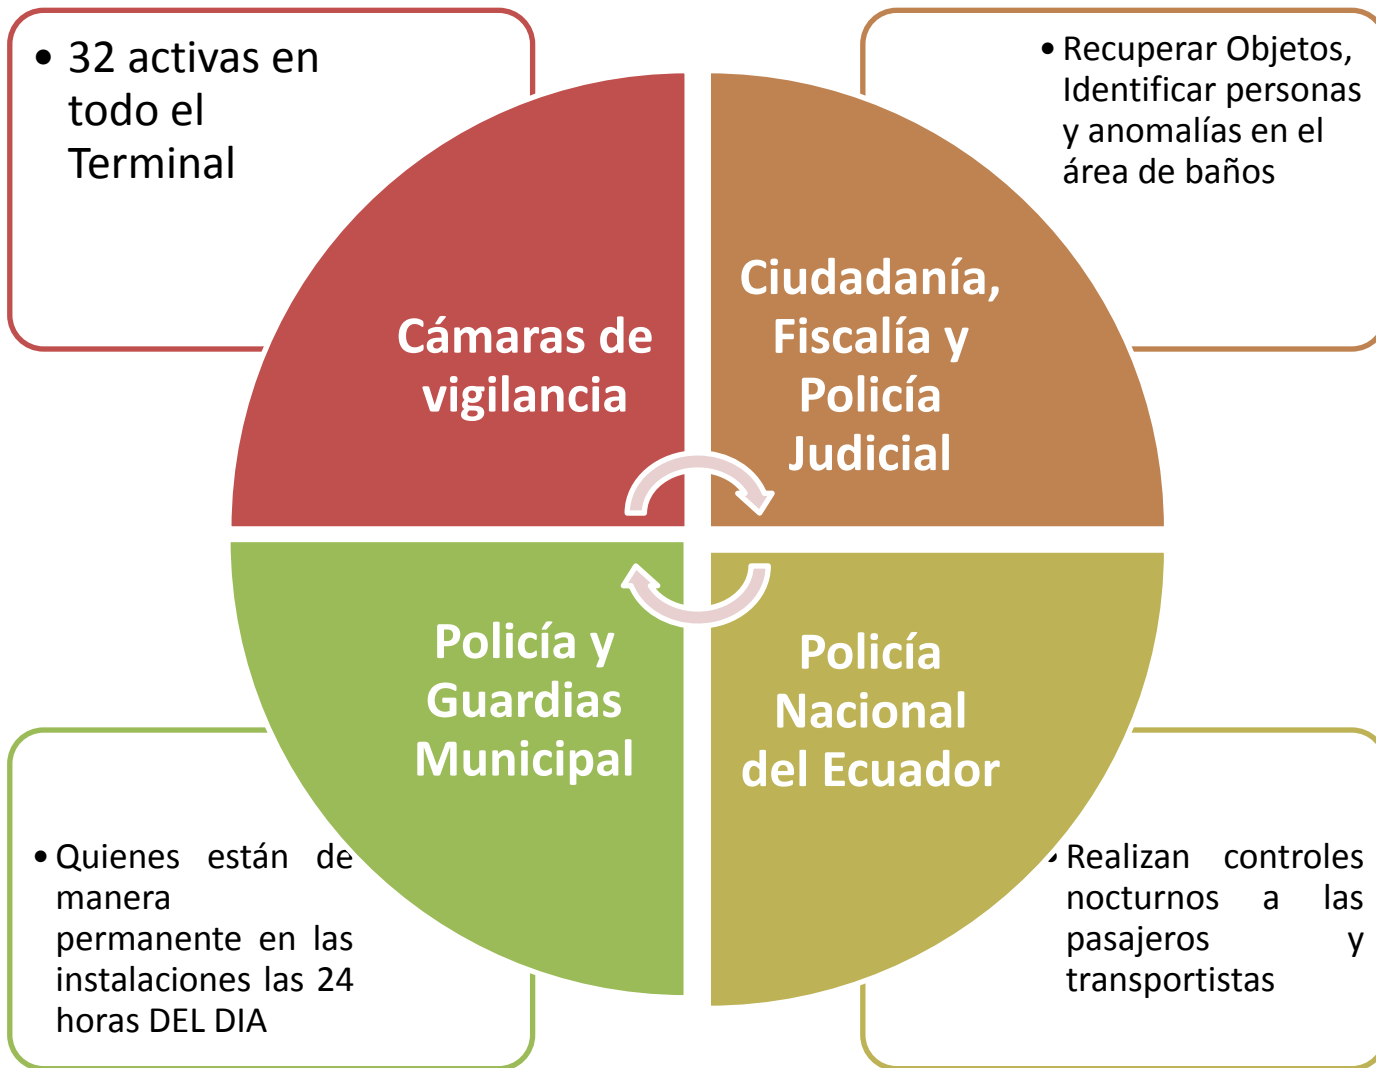 • 32 activas en
todo el
Terminal
• Recuperar Objetos,
Identificar personas
y anomalías en el
área de baños
Cámaras de
vigilancia
Ciudadanía,
Fiscalía y
Policía
Judicial
Policía y
Guardias
Municipal
Policía
Nacional
del Ecuador
• Quienes están de
manera
permanente en las
instalaciones las 24
horas DEL DIA
• Realizan controles
nocturnos a las
pasajeros y
transportistas